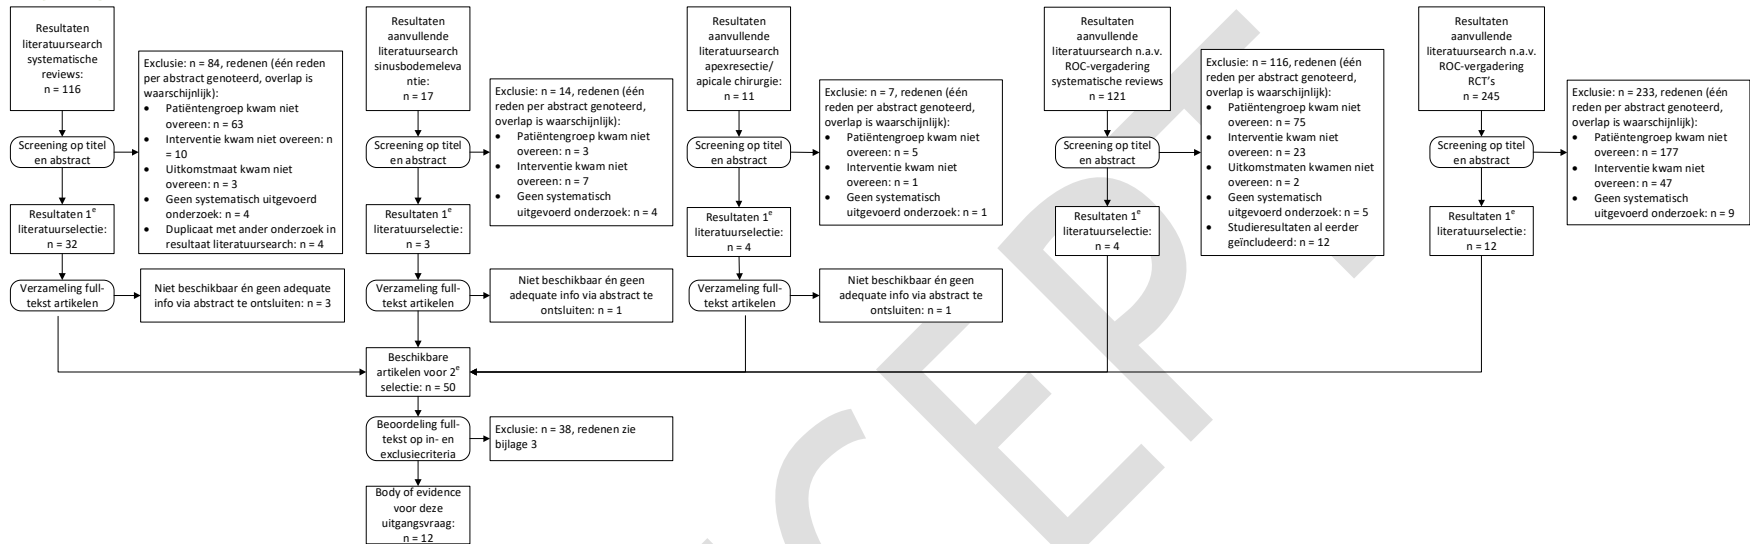 Resultaten
literatuursearch
systematische
reviews:
n = 116
Exclusie: n = 84, redenen (één reden
per abstract genoteerd, overlap is
waarschijnlijk):
• Patiëntengroep kwam niet
overeen: n = 63
• Interventie kwam niet overeen: n
= 10
• Uitkomstmaat kwam niet
overeen: n = 3
• Geen systematisch uitgevoerd
onderzoek: n = 4
• Duplicaat met ander onderzoek in
resultaat literatuursearch: n = 4
Screening op titel
en abstract
Resultaten 1e
literatuurselectie:
n = 32
Verzameling full-
tekst artikelen
Niet beschikbaar én geen adequate
info via abstract te ontsluiten: n = 3
Resultaten
aanvullende
literatuursearch
sinusbodemeleva
ntie:
n = 17
Exclusie: n = 14, redenen (één
reden per abstract genoteerd,
overlap is waarschijnlijk):
• Patiëntengroep kwam niet
overeen: n = 3
• Interventie kwam niet
overeen: n = 7
• Geen systematisch
uitgevoerd onderzoek: n = 4
Screening op titel
en abstract
Resultaten 1e
literatuurselectie:
n = 3
Verzameling full-
tekst artikelen
Niet beschikbaar én geen
adequate info via abstract te
ontsluiten: n = 1
Resultaten
aanvullende
literatuursearch
apexresectie/
apicale chirurgie:
n = 11
Exclusie: n = 7, redenen (één
reden per abstract genoteerd,
overlap is waarschijnlijk):
• Patiëntengroep kwam niet
overeen: n = 5
• Interventie kwam niet
overeen: n = 1
• Geen systematisch
uitgevoerd onderzoek: n = 1
Screening op titel
en abstract
Resultaten 1e
literatuurselectie:
n = 4
Verzameling full-
tekst artikelen
Niet beschikbaar én geen
adequate info via abstract te
ontsluiten: n = 1
Resultaten
aanvullende
literatuursearch n.a.v.
ROC-vergadering
systematische reviews
n = 121
Exclusie: n = 116, redenen (één
reden per abstract genoteerd,
overlap is waarschijnlijk):
• Patiëntengroep kwam niet
overeen: n = 75
• Interventie kwam niet
overeen: n = 23
• Uitkomstmaten kwamen niet
overeen: n = 2
• Geen systematisch
uitgevoerd onderzoek: n = 5
• Studieresultaten al eerder
geïncludeerd: n = 12
Screening op titel
en abstract
Resultaten 1e
literatuurselectie:
n = 4
Resultaten
aanvullende
literatuursearch n.a.v.
ROC-vergadering
RCT's
n = 245
Exclusie: n = 233, redenen (één
reden per abstract genoteerd,
overlap is waarschijnlijk):
• Patiëntengroep kwam niet
overeen: n = 177
• Interventie kwam niet
overeen: n = 47
• Geen systematisch
uitgevoerd onderzoek: n = 9
Screening op titel
en abstract
Resultaten 1e
literatuurselectie:
n = 12
Beschikbare
artikelen voor 2e
selectie: n = 50
Beoordeling full-
tekst op in- en
exclusiecriteria
Exclusie: n = 38, redenen zie
bijlage 3
Body of evidence
voor deze
uitgangsvraag:
n = 12